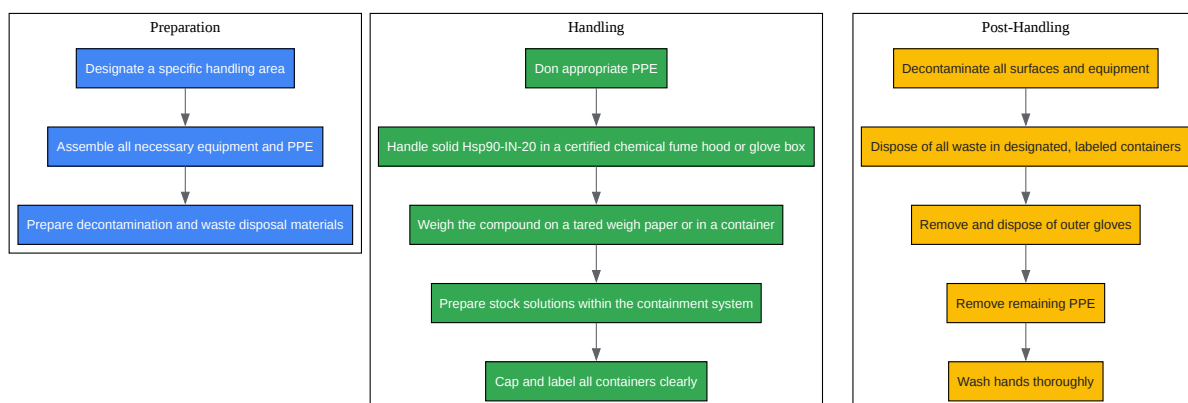 Preparation
Designate a specific handling area
Assemble all necessary equipment and PPE
Prepare decontamination and waste disposal materials
Handling
Don appropriate PPE
Handle solid Hsp90-IN-20 in a certified chemical fume hood or glove box
Weigh the compound on a tared weigh paper or in a container
Prepare stock solutions within the containment system
Cap and label all containers clearly
Post-Handling
Decontaminate all surfaces and equipment
Dispose of all waste in designated, labeled containers
Remove and dispose of outer gloves
Remove remaining PPE
Wash hands thoroughly